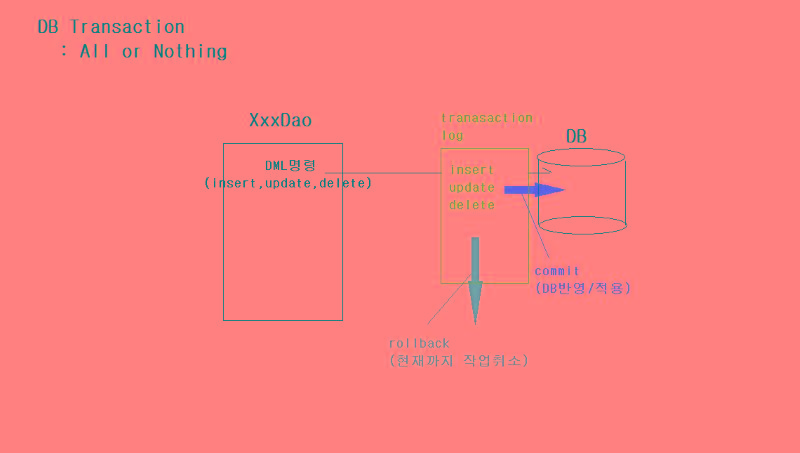 DB Transaction
: All or Nothing
XxxDao
DML명령
(insert,update,delete)
tranasaction
log
insert
update
delete
DB
commit
(DB반영/적용)
rollback
(현재까지 작업취소)